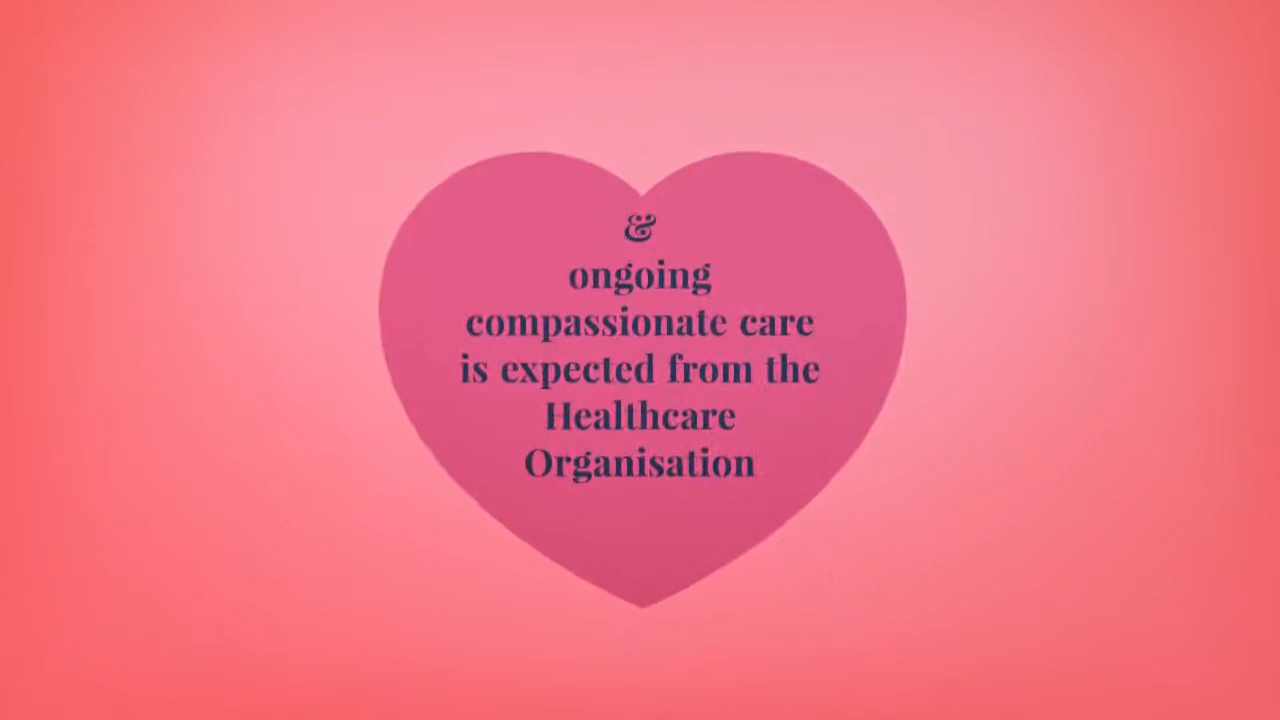 &
ongoing
compassionate care
is expected from the
Healthcare
Organisation